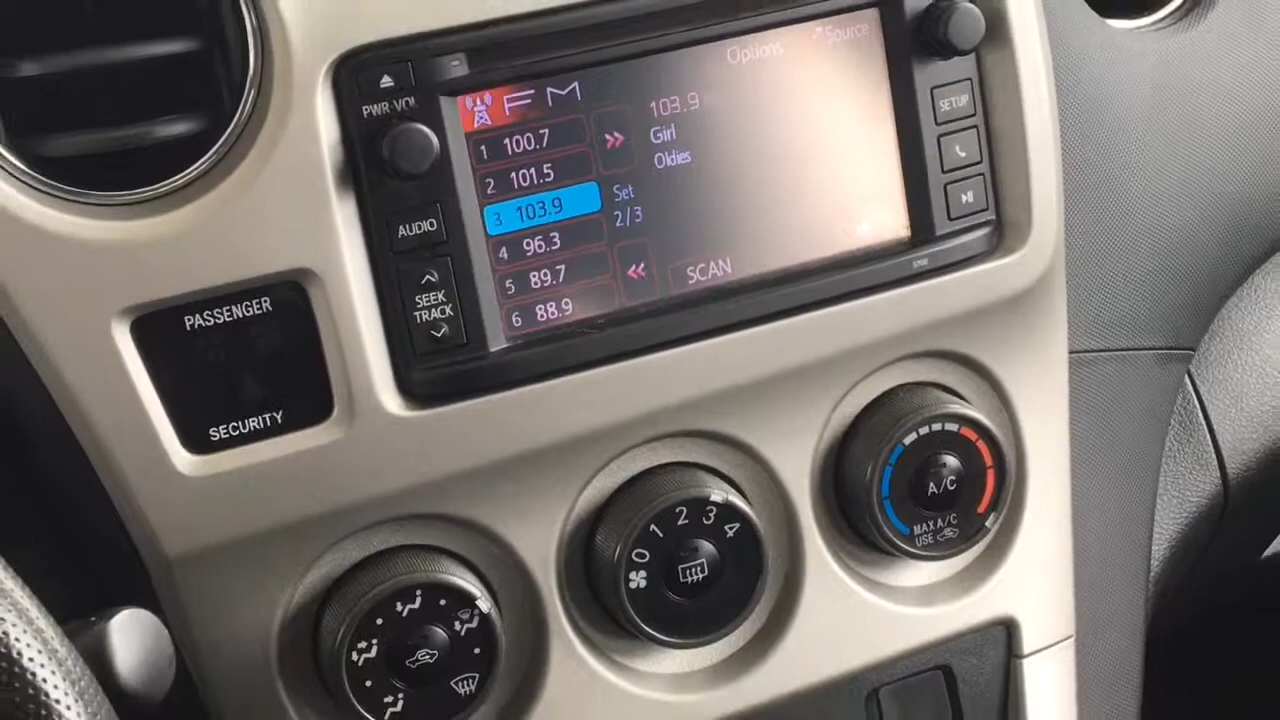 PWR·VOL
AUDIO
SEEK
TRACK
FM
1 100.7
2 101.5
3 103.9
4 96.3
5 89.7
6 88.9
Options
Source
103.9
Girl
Oldies
Set
2/3
SCAN
SETUP
PASSENGER
SECURITY
0 1 2 3 4
A/C
MAX A/C
USE